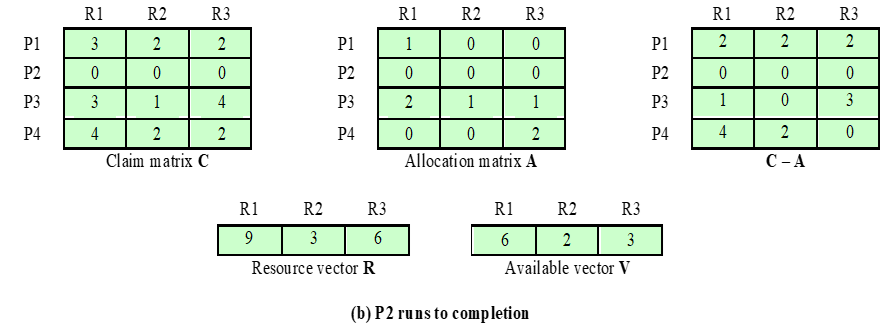 R1 R2 R3 R1 R2 R3 R1 R2 R3
P1 3 2 2 P1 1 0 0 P1 2 2 2
P2 0 0 0 P2 0 0 0 P2 0 0 0
P3 3 1 4 P3 2 1 1 P3 1 0 3
P4 4 2 2 P4 0 0 2 P4 4 2 0
Claim matrix C Allocation matrix A C – A
R1 R2 R3 R1 R2 R3
9 3 6 6 2 3
Resource vector R Available vector V
(b) P2 runs to completion